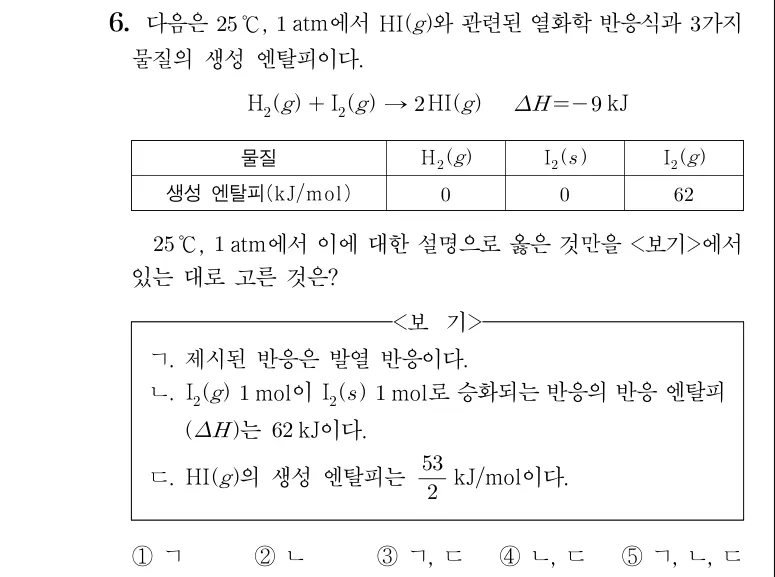 6. 다음은 25℃, 1 atm에서 HI(g)와 관련된 열화학 반응식과 3가지
물질의 생성 엔탈피이다.
H₂(g) + I₂(g) → 2HI(g) ΔH=-9 kJ
물질 H₂(g) I₂(s) I₂(g)
생성 엔탈피(kJ/mol) 0 0 62
25℃, 1 atm에서 이에 대한 설명으로 옳은 것만을 <보기>에서
있는 대로 고른 것은?
<보 기>
ㄱ. 제시된 반응은 발열 반응이다.
ㄴ. I₂(g) 1 mol이 I₂(s) 1 mol로 승화되는 반응의 반응 엔탈피
(ΔH)는 62 kJ이다.
ㄷ. HI(g)의 생성 엔탈피는 53/2 kJ/mol이다.
① ㄱ ② ㄴ ③ ㄱ, ㄷ ④ ㄴ, ㄷ ⑤ ㄱ, ㄴ, ㄷ